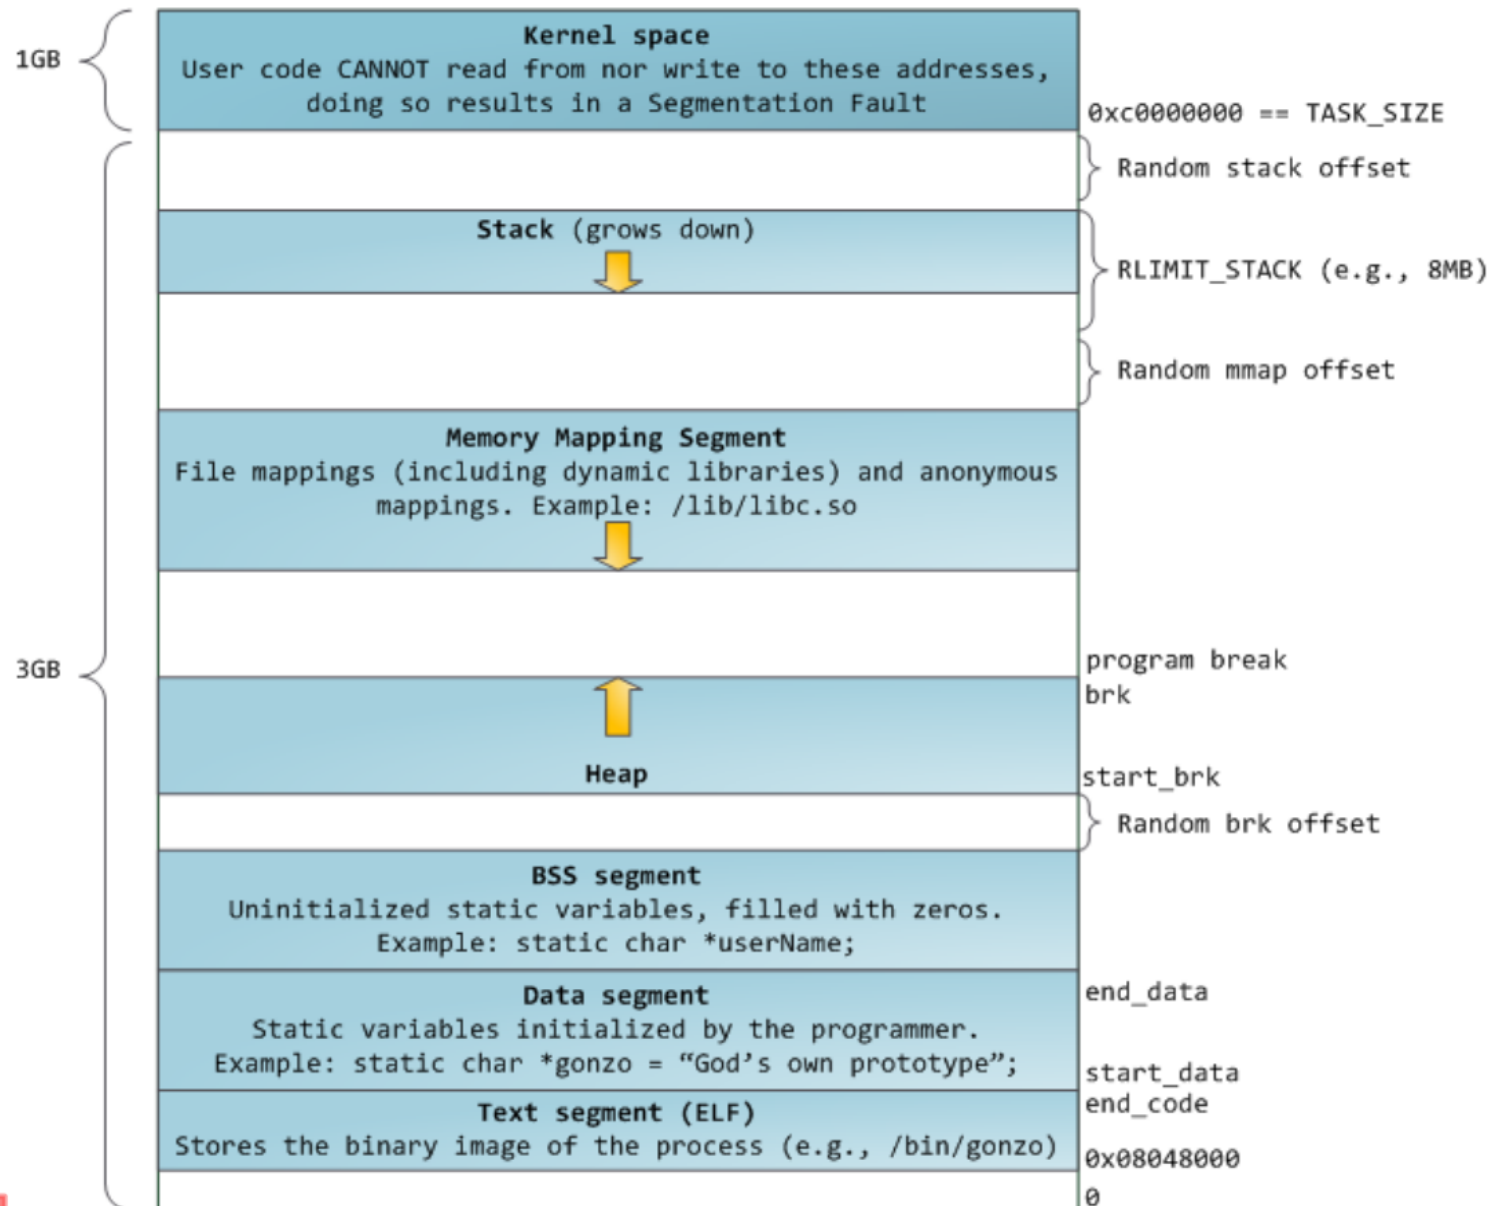 1GB
Kernel space
User code CANNOT read from nor write to these addresses,
doing so results in a Segmentation Fault
0xc0000000 == TASK_SIZE
Random stack offset
Stack (grows down)
RLIMIT_STACK (e.g., 8MB)
Random mmap offset
Memory Mapping Segment
File mappings (including dynamic libraries) and anonymous
mappings. Example: /lib/libc.so
3GB
program break
brk
Heap
start_brk
Random brk offset
BSS segment
Uninitialized static variables, filled with zeros.
Example: static char *userName;
Data segment
Static variables initialized by the programmer.
Example: static char *gonzo = “God’s own prototype”;
end_data
start_data
Text segment (ELF)
Stores the binary image of the process (e.g., /bin/gonzo)
end_code
0x08048000
0